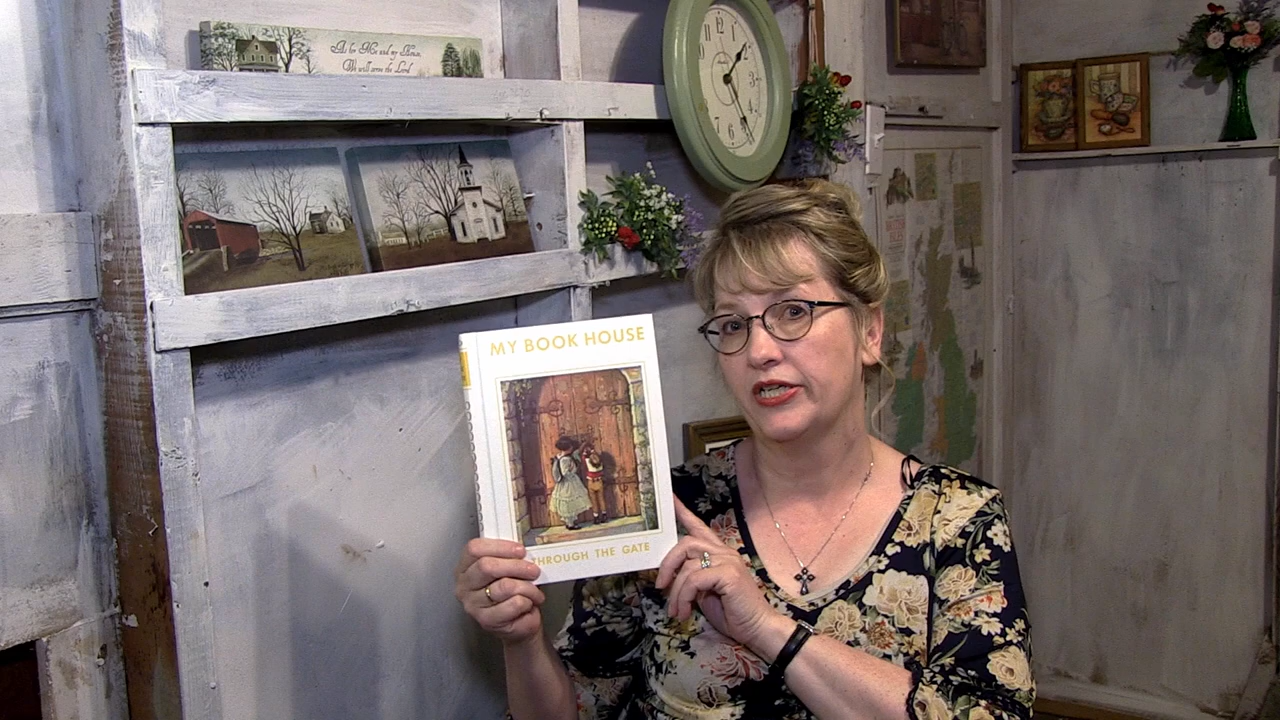 As for Me and my House,
We will serve the Lord
MY BOOK HOUSE
THROUGH THE GATE